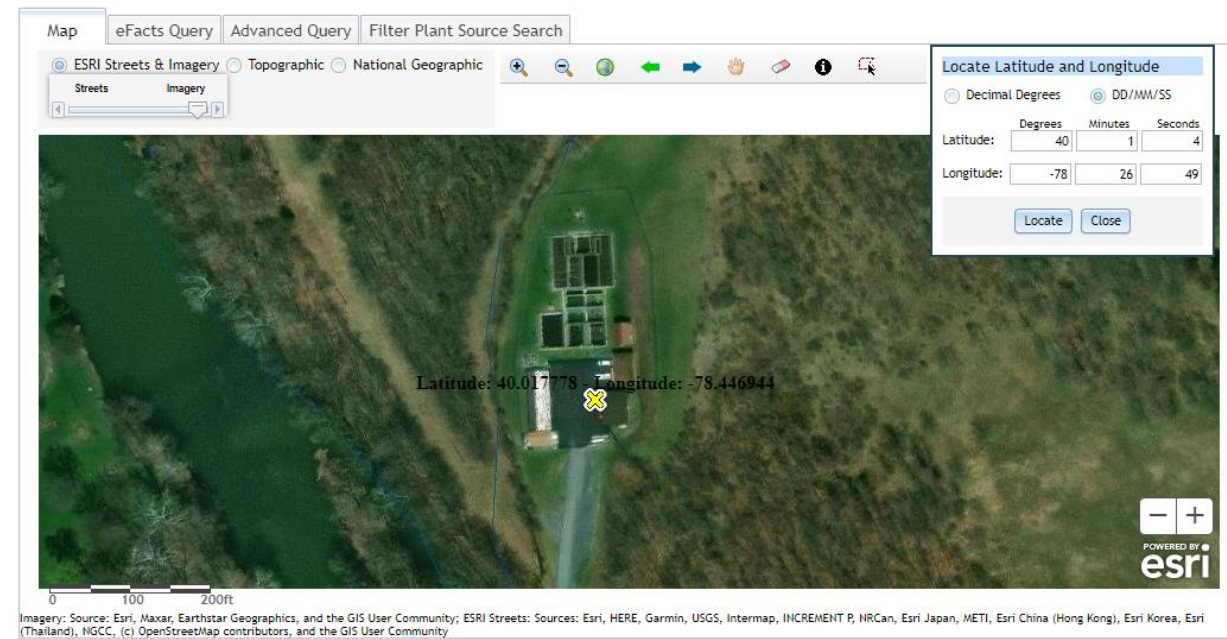 Map eFacts Query Advanced Query Filter Plant Source Search
ESRI Streets & Imagery Topographic National Geographic
Streets Imagery
Locate Latitude and Longitude
Decimal Degrees DD/MM/SS
Degrees Minutes Seconds
Latitude: 40 1 4
Longitude: -78 26 49
Locate Close
Latitude: 40.017778 - Longitude: -78.446944
POWERED BY
esri
0 100 200ft
Imagery: Source: Esri, Maxar, Earthstar Geographics, and the GIS User Community; ESRI Streets: Sources: Esri, HERE, Garmin, USGS, Intermap, INCREMENT P, NRCan, Esri Japan, METI, Esri China (Hong Kong), Esri Korea, Esri
(Thailand), NGCC, (c) OpenStreetMap contributors, and the GIS User Community